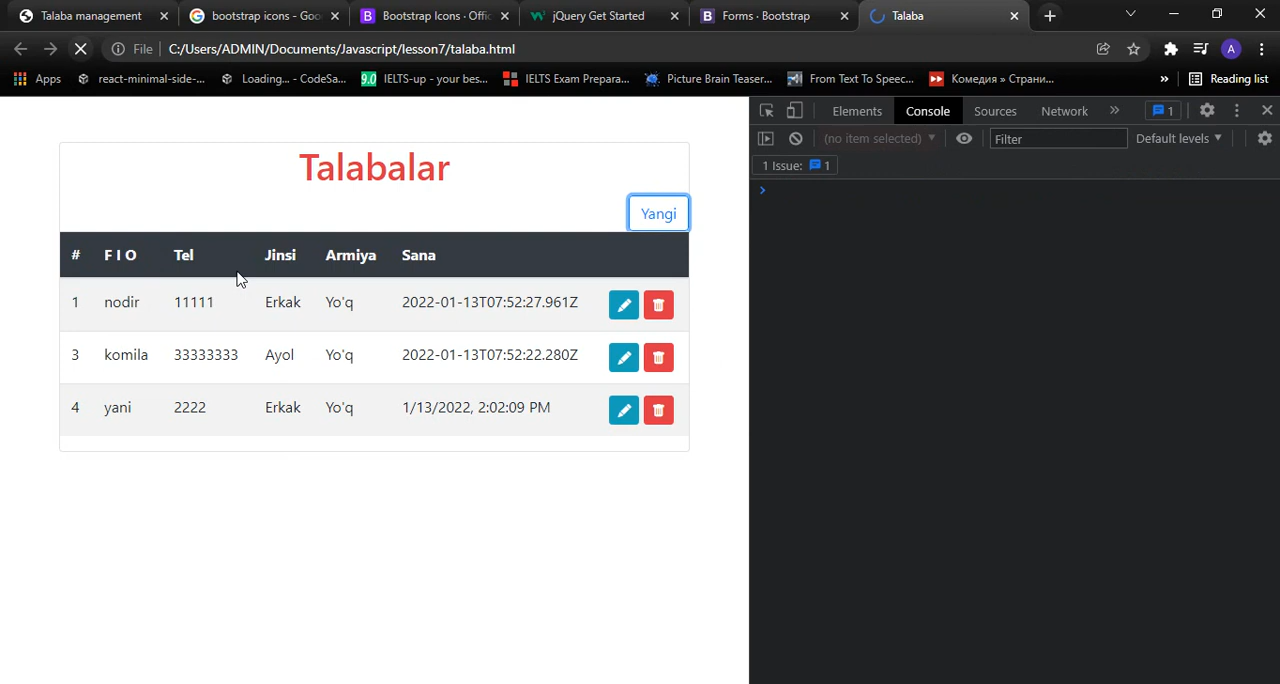 Talaba management
bootstrap icons - Goo
Bootstrap Icons · Offic
jQuery Get Started
Forms · Bootstrap
Talaba
File
C:/Users/ADMIN/Documents/Javascript/lesson7/talaba.html
A
Apps
react-minimal-side-...
Loading... - CodeSa...
9.0
IELTS-up - your bes...
IELTS Exam Prepara...
Picture Brain Teaser...
From Text To Speec...
Комедия » Страни...
»
Reading list
Elements
Console
Sources
Network
»
1
(no item selected)
Filter
Default levels
1 Issue: 1
Talabalar
Yangi
# F I O Tel Jinsi Armiya Sana
1 nodir 11111 Erkak Yo'q 2022-01-13T07:52:27.961Z
3 komila 33333333 Ayol Yo'q 2022-01-13T07:52:22.280Z
4 yani 2222 Erkak Yo'q 1/13/2022, 2:02:09 PM